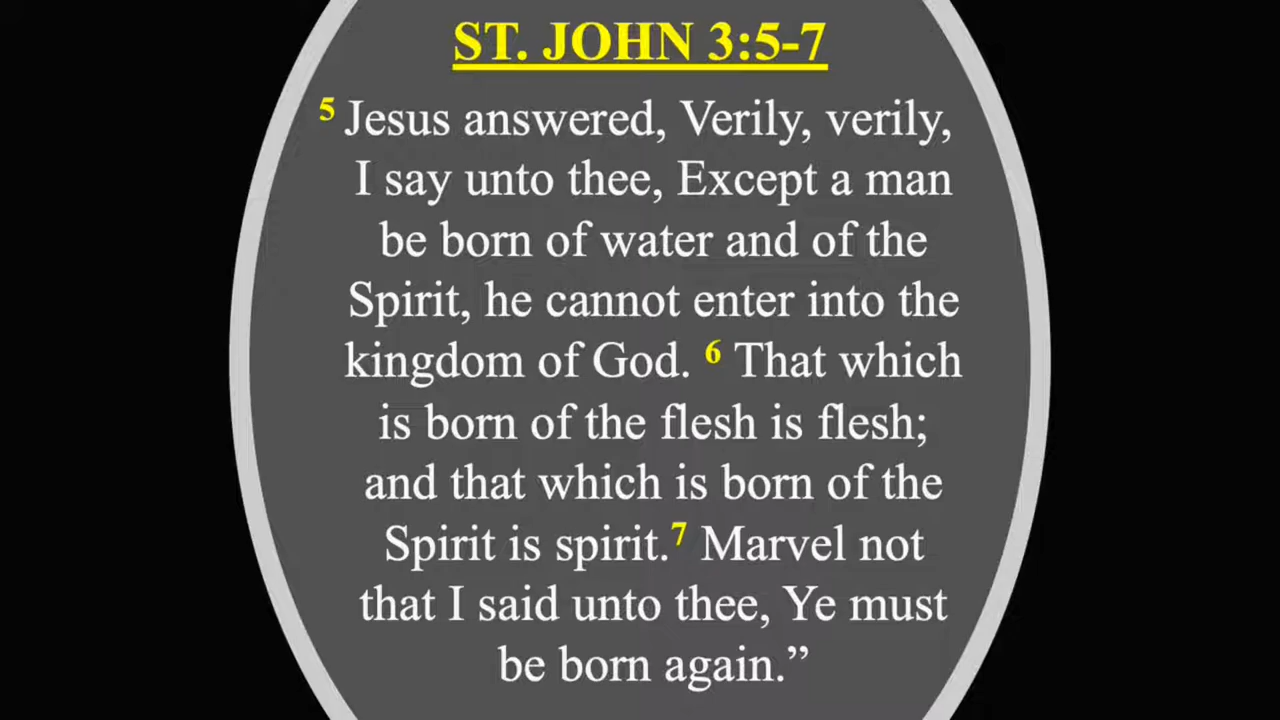 ST. JOHN 3:5-7
5 Jesus answered, Verily, verily,
I say unto thee, Except a man
be born of water and of the
Spirit, he cannot enter into the
kingdom of God. 6 That which
is born of the flesh is flesh;
and that which is born of the
Spirit is spirit.7 Marvel not
that I said unto thee, Ye must
be born again.”